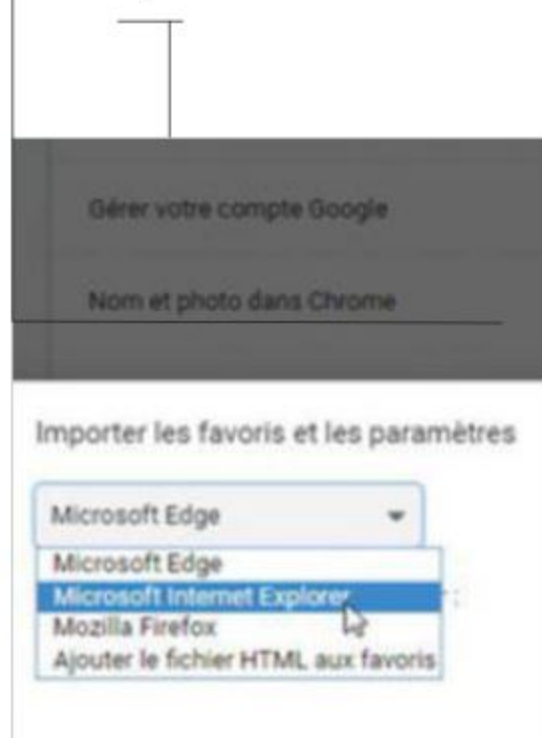 Gérer votre compte Google
Nom et photo dans Chrome
Importer les favoris et les paramètres
Microsoft Edge
Microsoft Edge
Microsoft Internet Explorer
Mozilla Firefox
Ajouter le fichier HTML aux favoris